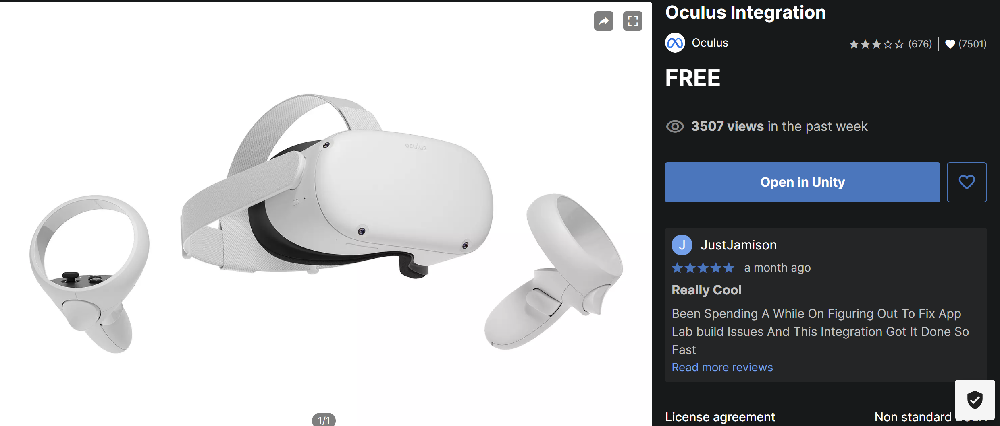 oculus
1/1
Oculus Integration
Oculus
(676)
(7501)
FREE
3507 views in the past week
Open in Unity
J
JustJamison
a month ago
Really Cool
Been Spending A While On Figuring Out To Fix App
Lab build Issues And This Integration Got It Done So
Fast
Read more reviews
License agreement
Non standard